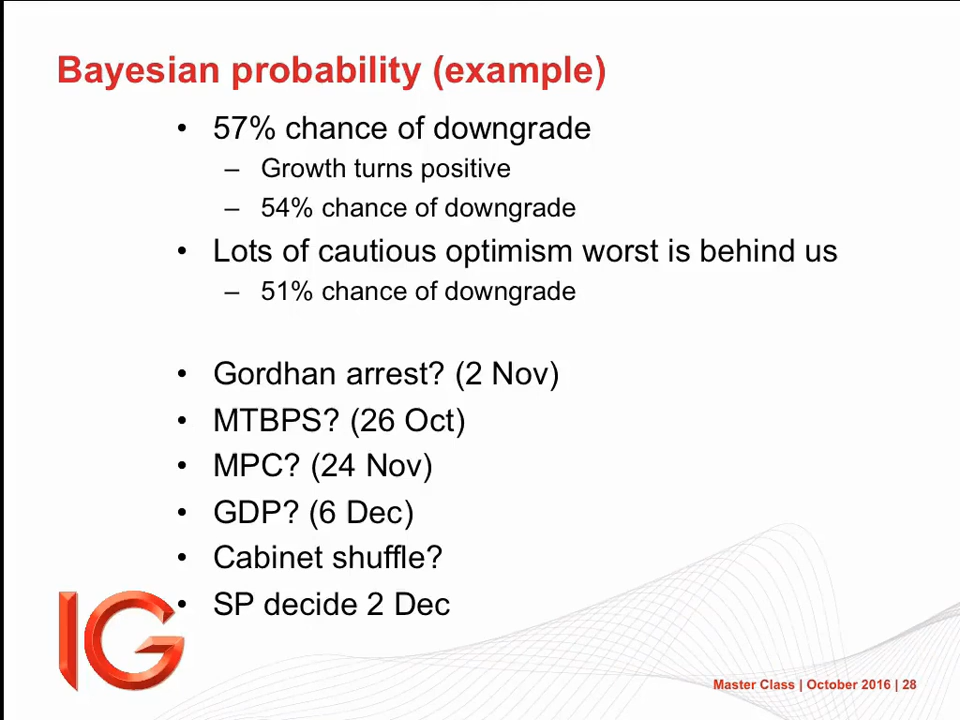 Bayesian probability (example)
• 57% chance of downgrade
– Growth turns positive
– 54% chance of downgrade
• Lots of cautious optimism worst is behind us
– 51% chance of downgrade
• Gordhan arrest? (2 Nov)
• MTBPS? (26 Oct)
• MPC? (24 Nov)
• GDP? (6 Dec)
• Cabinet shuffle?
• SP decide 2 Dec
IG
Master Class | October 2016 | 28